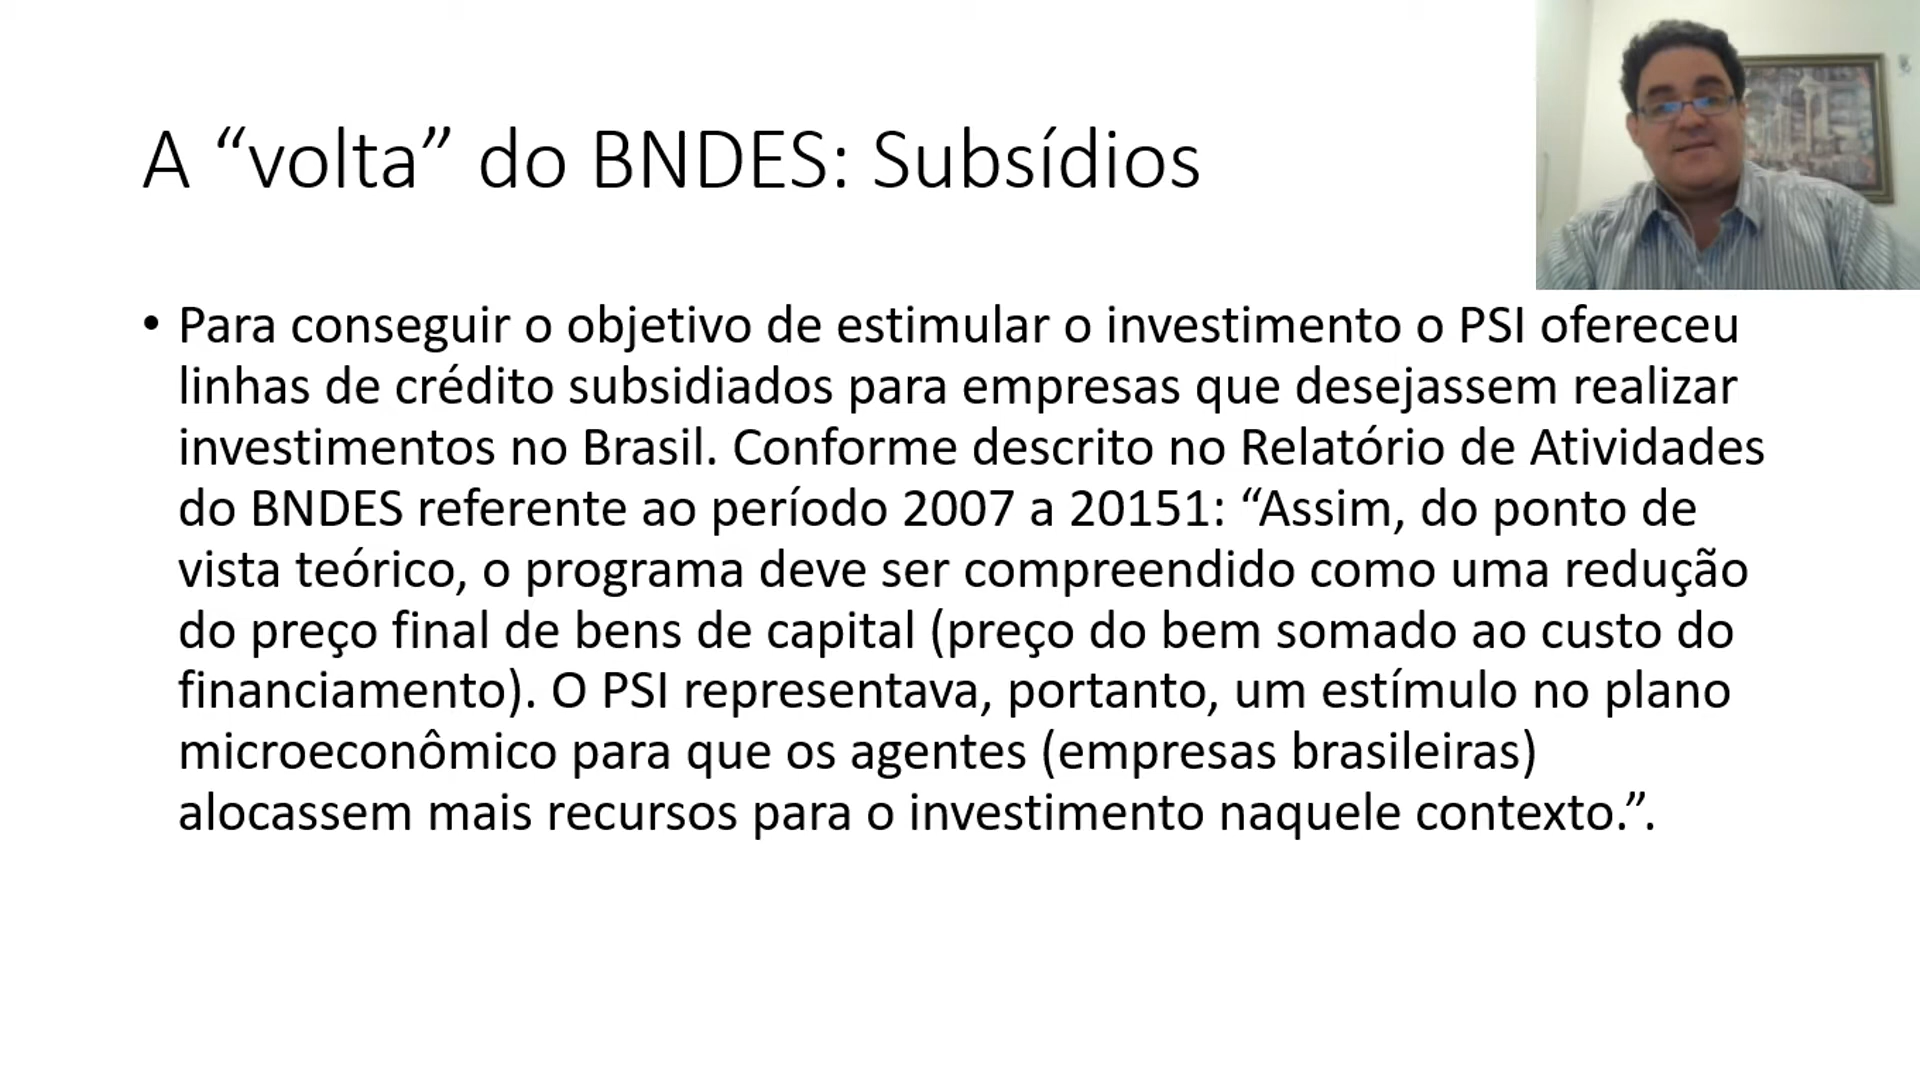 A “volta” do BNDES: Subsídios
• Para conseguir o objetivo de estimular o investimento o PSI ofereceu
linhas de crédito subsidiados para empresas que desejassem realizar
investimentos no Brasil. Conforme descrito no Relatório de Atividades
do BNDES referente ao período 2007 a 20151: “Assim, do ponto de
vista teórico, o programa deve ser compreendido como uma redução
do preço final de bens de capital (preço do bem somado ao custo do
financiamento). O PSI representava, portanto, um estímulo no plano
microeconômico para que os agentes (empresas brasileiras)
alocassem mais recursos para o investimento naquele contexto.”.